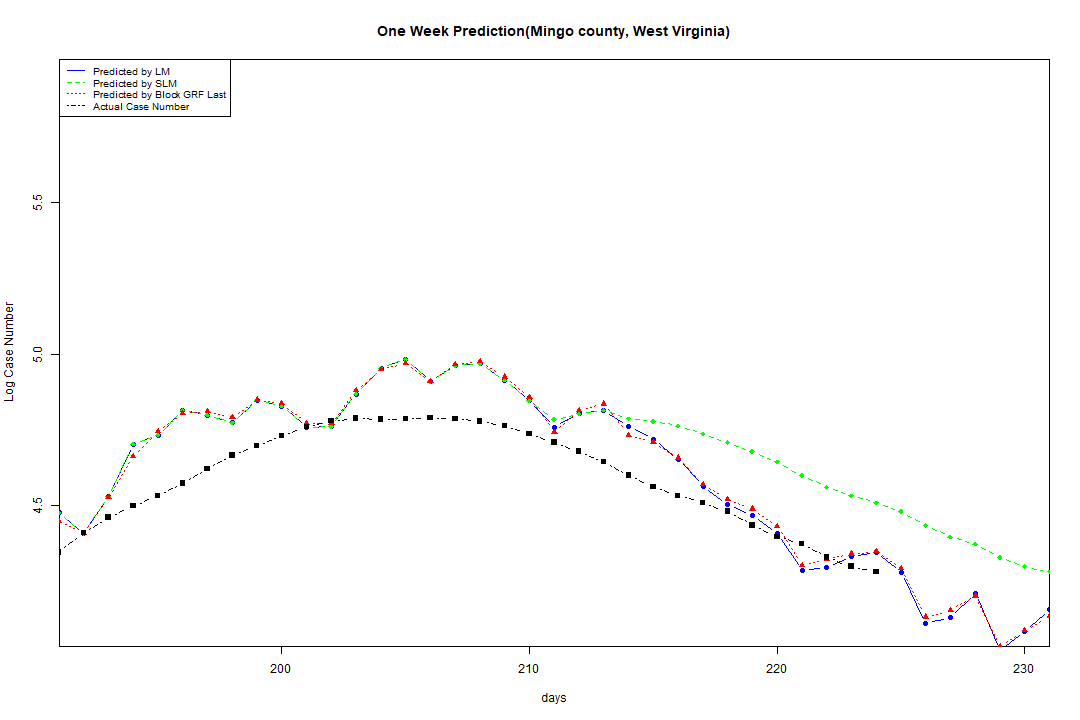 One Week Prediction(Mingo county, West Virginia)
Predicted by LM
Predicted by SLM
Predicted by Block GRF Last
Actual Case Number
5.5
5.0
4.5
Log Case Number
200 210 220 230
days